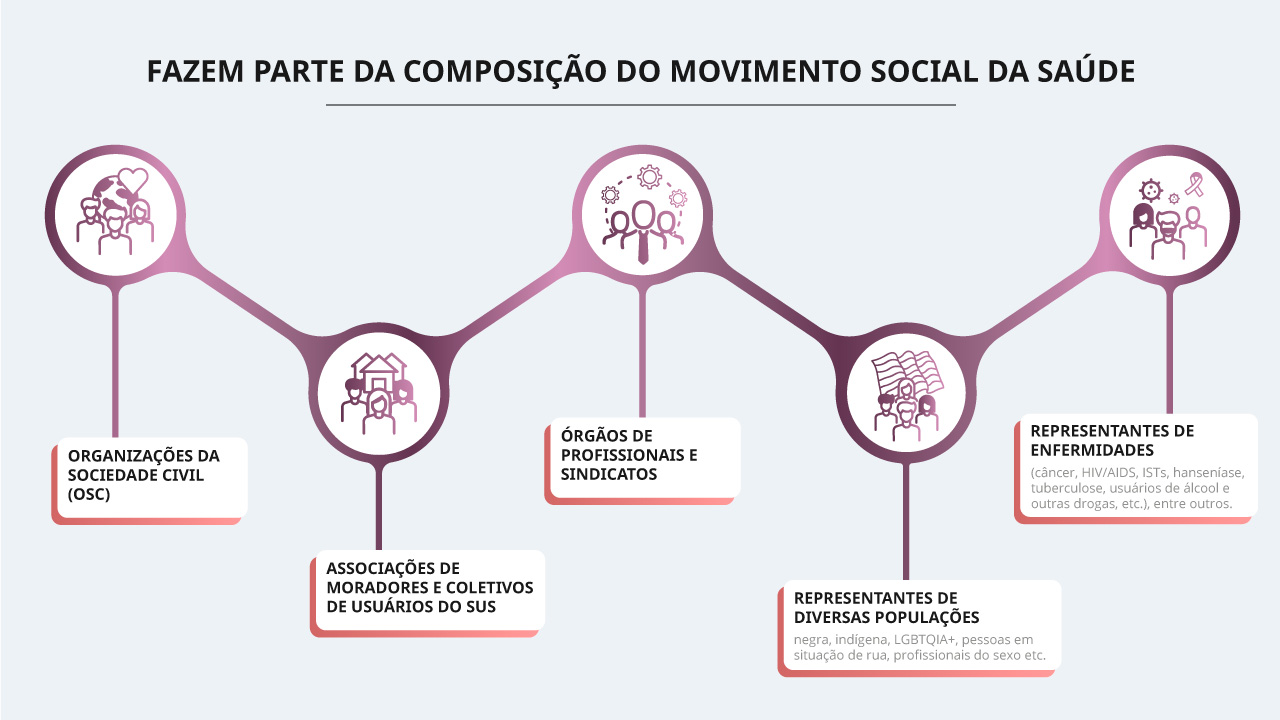 FAZEM PARTE DA COMPOSIÇÃO DO MOVIMENTO SOCIAL DA SAÚDE
ORGANIZAÇÕES DA
SOCIEDADE CIVIL
(OSC)
ASSOCIAÇÕES DE
MORADORES E COLETIVOS
DE USUÁRIOS DO SUS
ÓRGÃOS DE
PROFISSIONAIS E
SINDICATOS
REPRESENTANTES DE
DIVERSAS POPULAÇÕES
negra, indígena, LGBTQIA+, pessoas em
situação de rua, profissionais do sexo etc.
REPRESENTANTES DE
ENFERMIDADES
(câncer, HIV/AIDS, ISTs, hanseníase,
tuberculose, usuários de álcool e
outras drogas, etc.), entre outros.